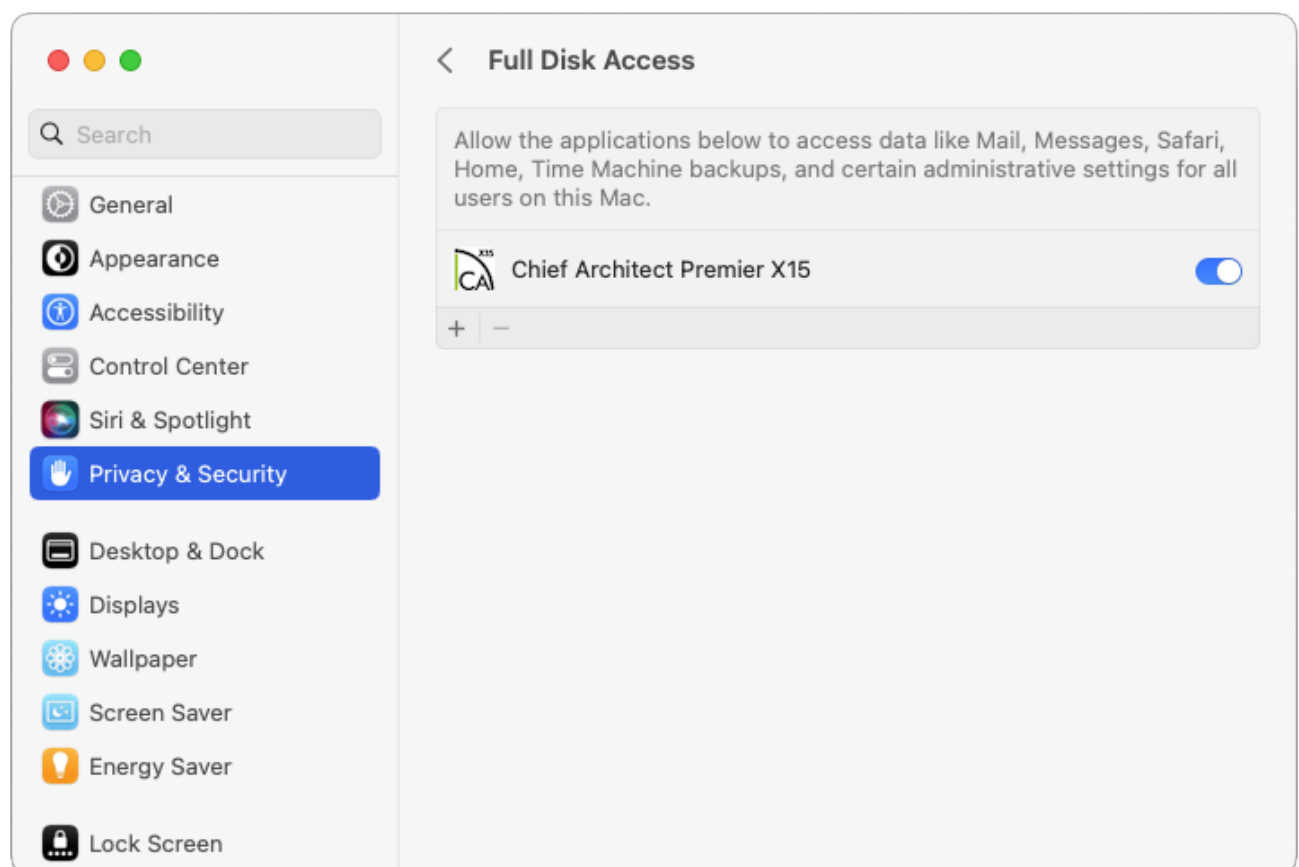 Full Disk Access
Search
General
Appearance
Accessibility
Control Center
Siri & Spotlight
Privacy & Security
Desktop & Dock
Displays
Wallpaper
Screen Saver
Energy Saver
Lock Screen
Allow the applications below to access data like Mail, Messages, Safari,
Home, Time Machine backups, and certain administrative settings for all
users on this Mac.
X15
CA
Chief Architect Premier X15